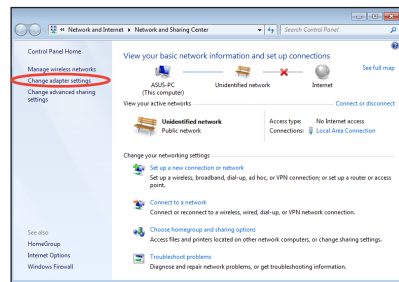 « Network and Internet ▸ Network and Sharing Center
Search Control Panel
Control Panel Home
Manage wireless networks
Change adapter settings
Change advanced sharing
settings
See also
HomeGroup
Internet Options
Windows Firewall
View your basic network information and set up connections
See full map
ASUS-PC
(This computer)
Unidentified network
Internet
View your active networks
Connect or disconnect
Unidentified network
Public network
Access type: No Internet access
Connections: Local Area Connection
Change your networking settings
Set up a new connection or network
Set up a wireless, broadband, dial-up, ad hoc, or VPN connection; or set up a router or access
point.
Connect to a network
Connect or reconnect to a wireless, wired, dial-up, or VPN network connection.
Choose homegroup and sharing options
Access files and printers located on other network computers, or change sharing settings.
Troubleshoot problems
Diagnose and repair network problems, or get troubleshooting information.